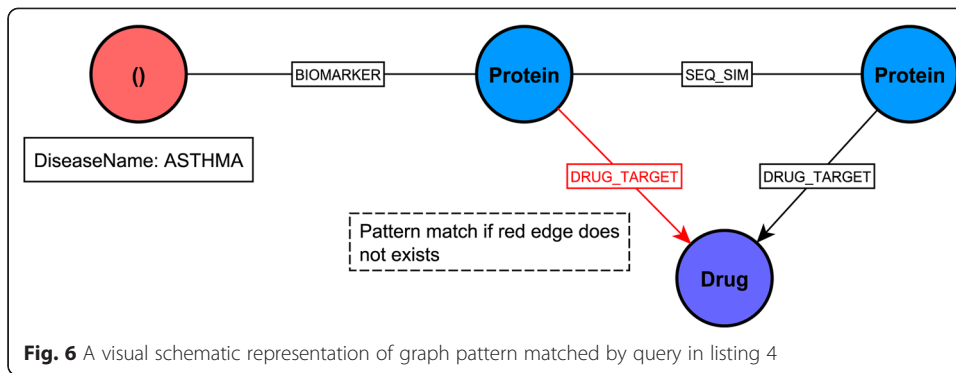 ()
BIOMARKER
Protein
SEQ_SIM
Protein
DiseaseName: ASTHMA
DRUG_TARGET
DRUG_TARGET
Pattern match if red edge does
not exists
Drug
Fig. 6 A visual schematic representation of graph pattern matched by query in listing 4